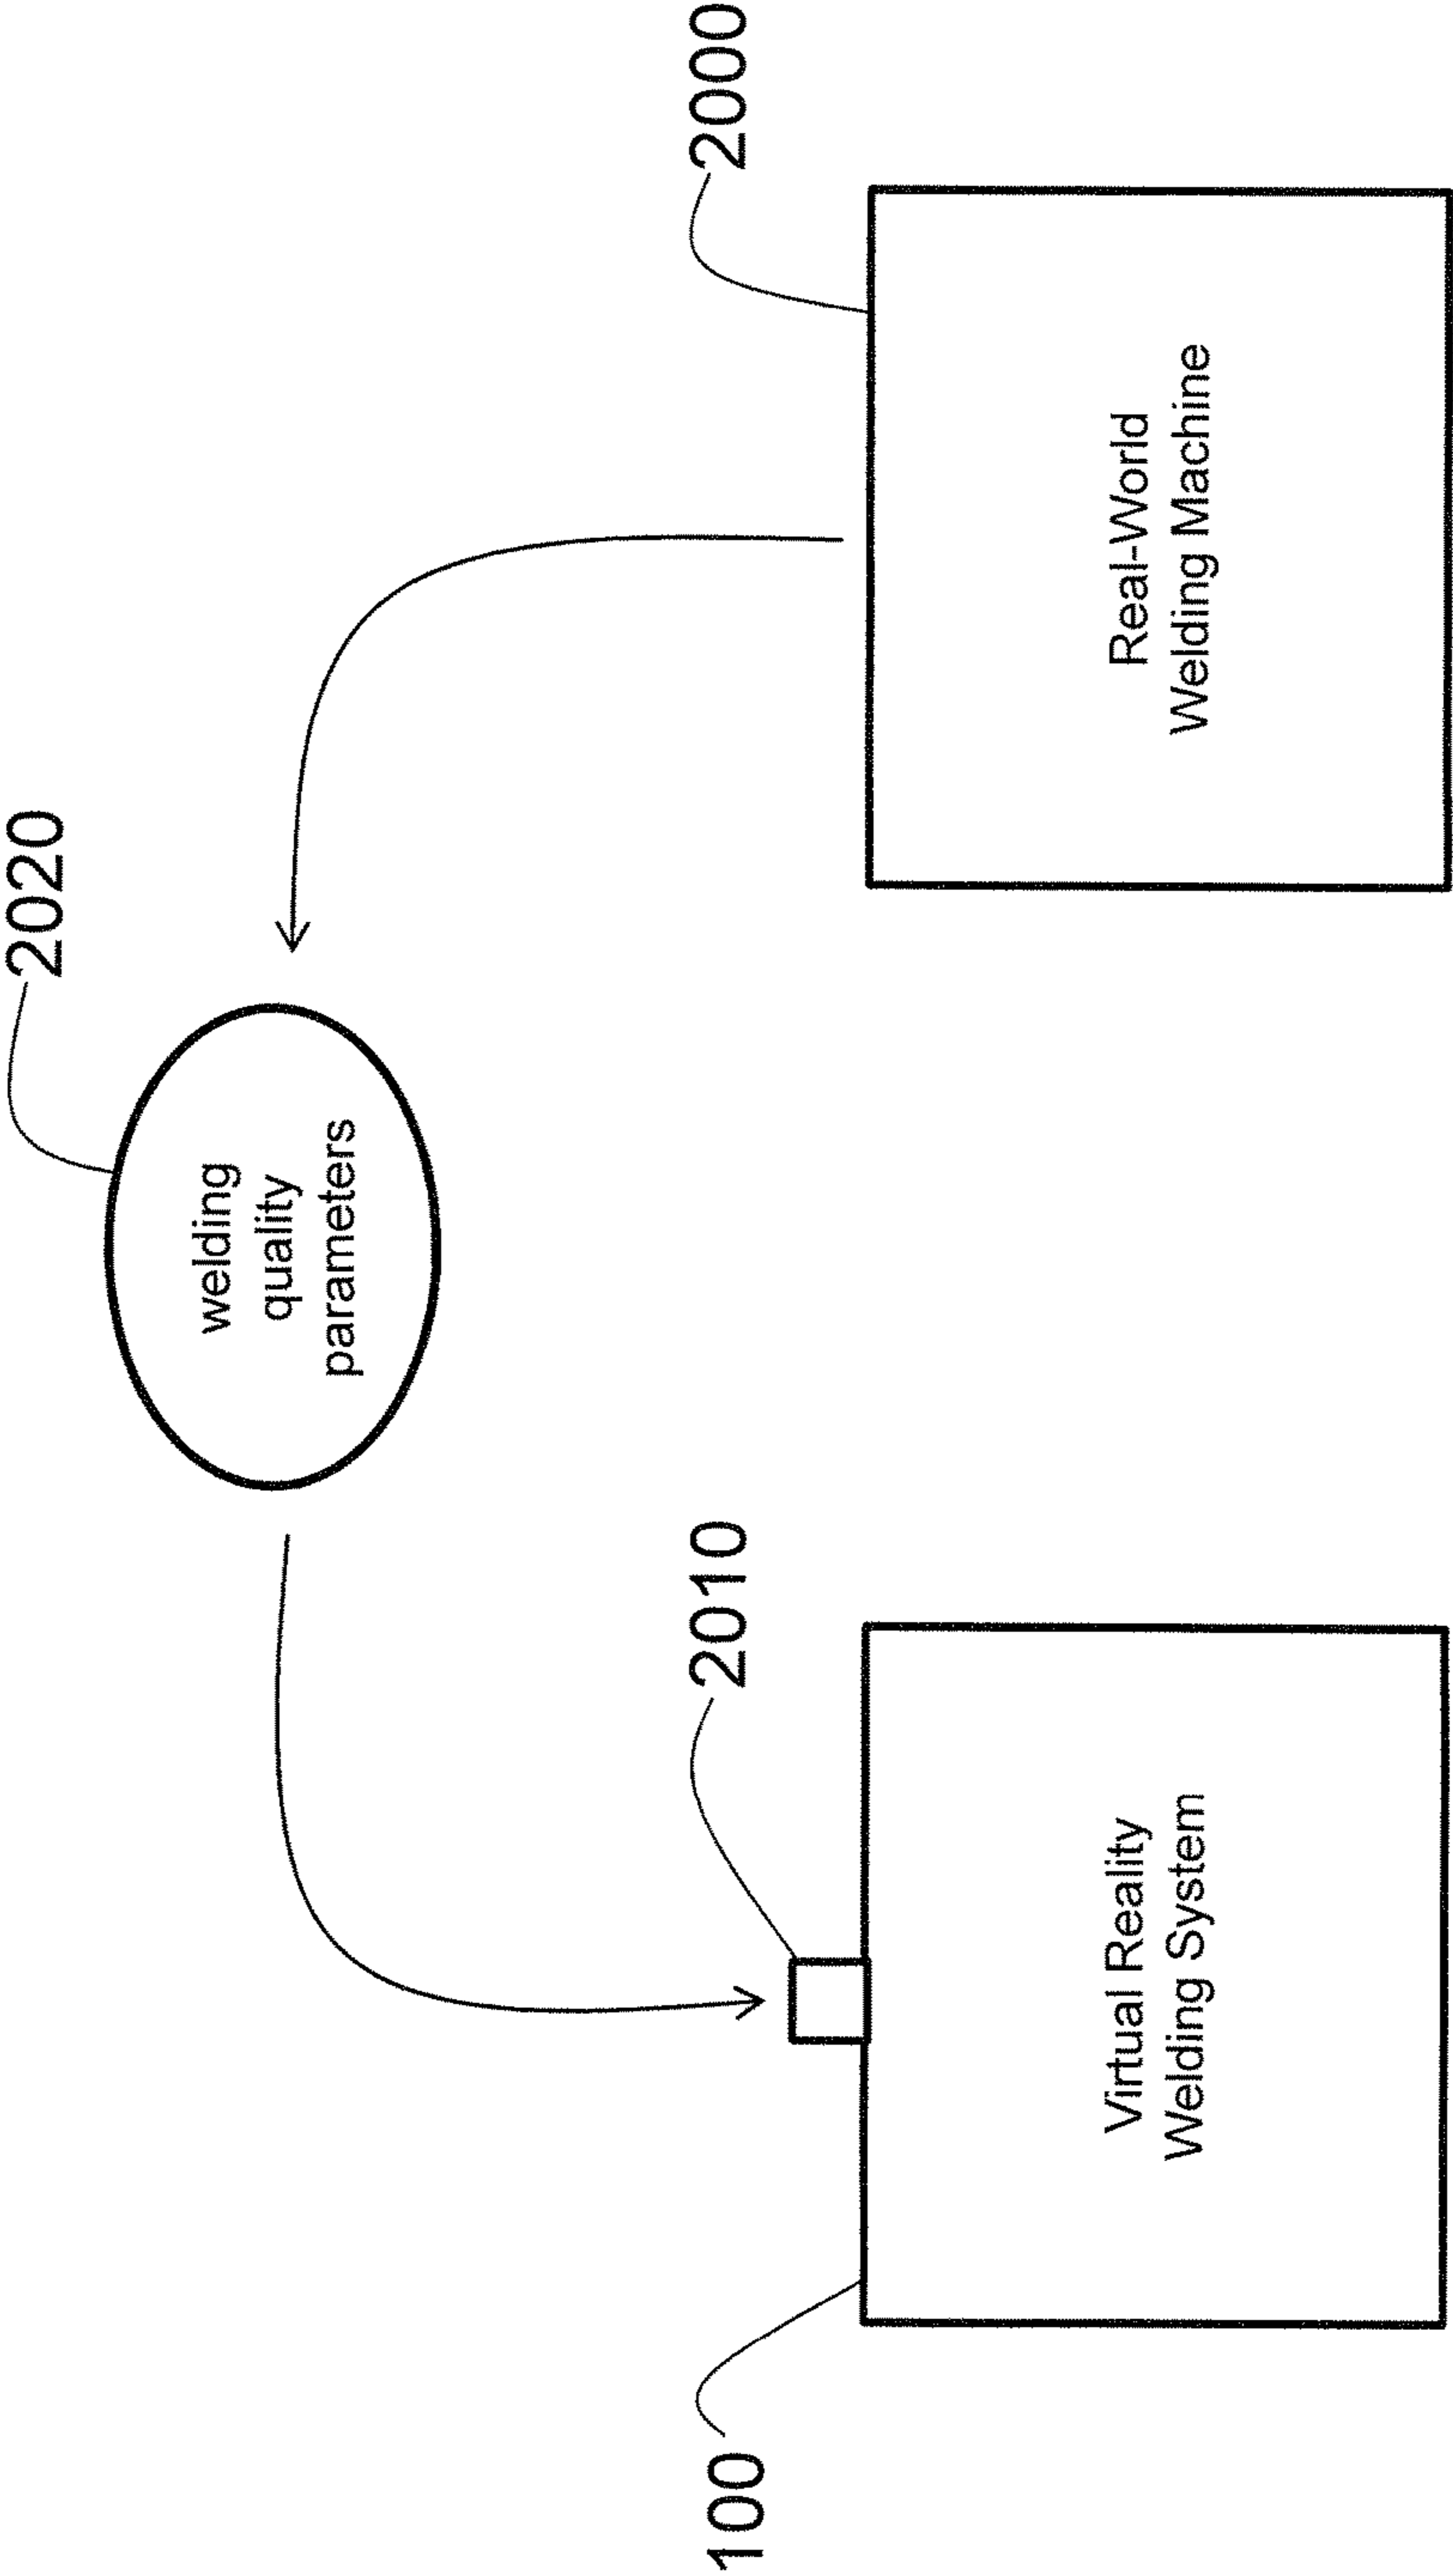 2020
welding
quality
parameters
100
2010
2000
Virtual Reality
Welding System
Real-World
Welding Machine